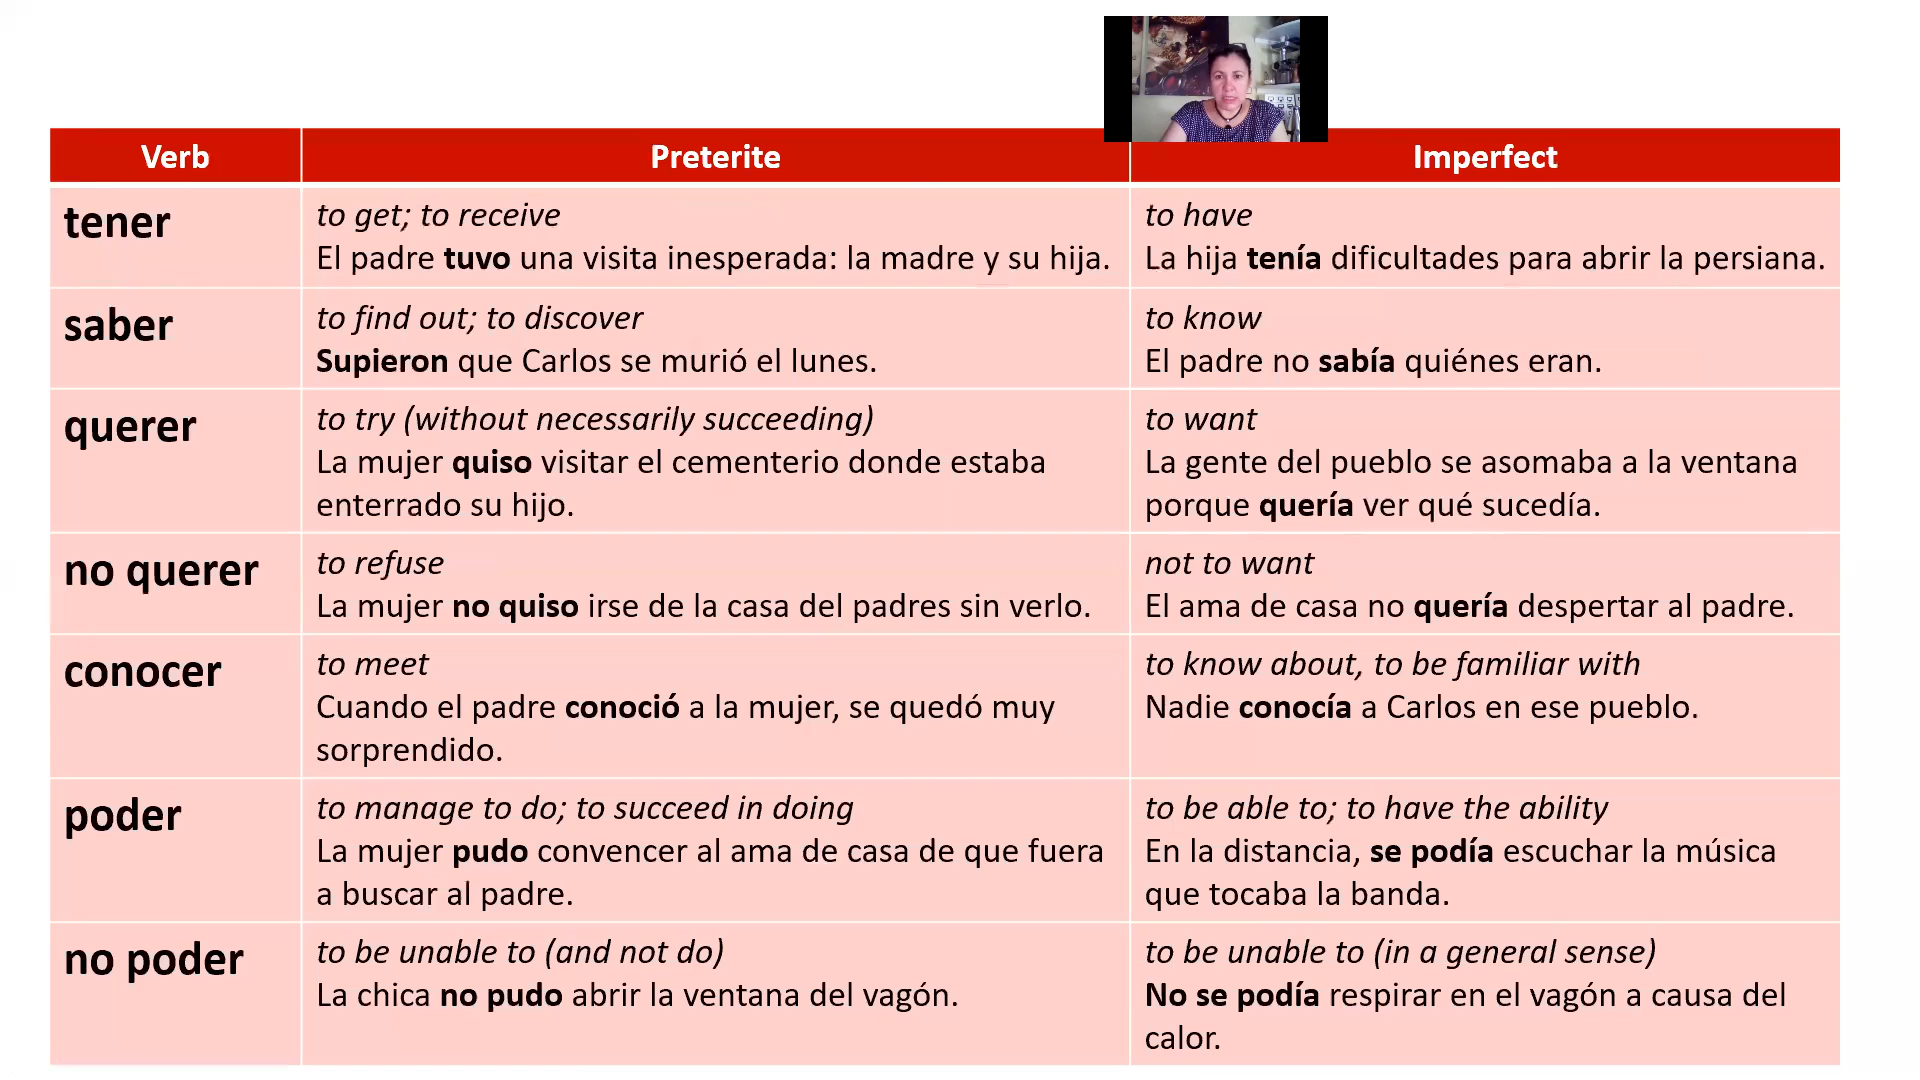 Verb
Preterite
Imperfect
tener
to get; to receive
El padre tuvo una visita inesperada: la madre y su hija.
to have
La hija tenía dificultades para abrir la persiana.
saber
to find out; to discover
Supieron que Carlos se murió el lunes.
to know
El padre no sabía quiénes eran.
querer
to try (without necessarily succeeding)
La mujer quiso visitar el cementerio donde estaba
enterrado su hijo.
to want
La gente del pueblo se asomaba a la ventana
porque quería ver qué sucedía.
no querer
to refuse
La mujer no quiso irse de la casa del padres sin verlo.
not to want
El ama de casa no quería despertar al padre.
conocer
to meet
Cuando el padre conoció a la mujer, se quedó muy
sorprendido.
to know about, to be familiar with
Nadie conocía a Carlos en ese pueblo.
poder
to manage to do; to succeed in doing
La mujer pudo convencer al ama de casa de que fuera
a buscar al padre.
to be able to; to have the ability
En la distancia, se podía escuchar la música
que tocaba la banda.
no poder
to be unable to (and not do)
La chica no pudo abrir la ventana del vagón.
to be unable to (in a general sense)
No se podía respirar en el vagón a causa del
calor.